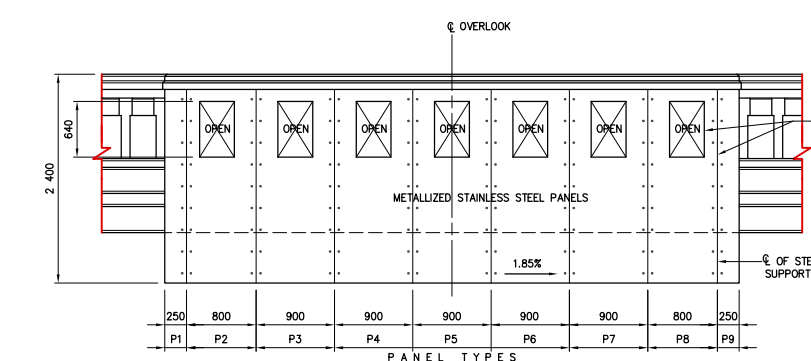 ℄ OVERLOOK
640
OPEN OPEN OPEN OPEN OPEN OPEN OPEN
2 400
METALLIZED STAINLESS STEEL PANELS
1.85%
℄ OF STE
SUPPORT
250 800 900 900 900 900 900 800 250
P1 P2 P3 P4 P5 P6 P7 P8 P9
PANEL TYPES